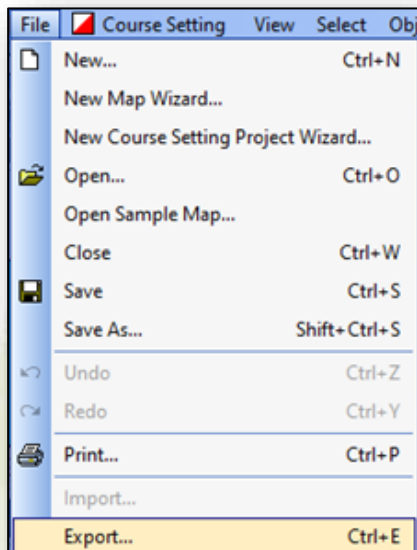 File Course Setting View Select Obj
New... Ctrl+N
New Map Wizard...
New Course Setting Project Wizard...
Open... Ctrl+O
Open Sample Map...
Close Ctrl+W
Save Ctrl+S
Save As... Shift+Ctrl+S
Undo Ctrl+Z
Redo Ctrl+Y
Print... Ctrl+P
Import...
Export... Ctrl+E